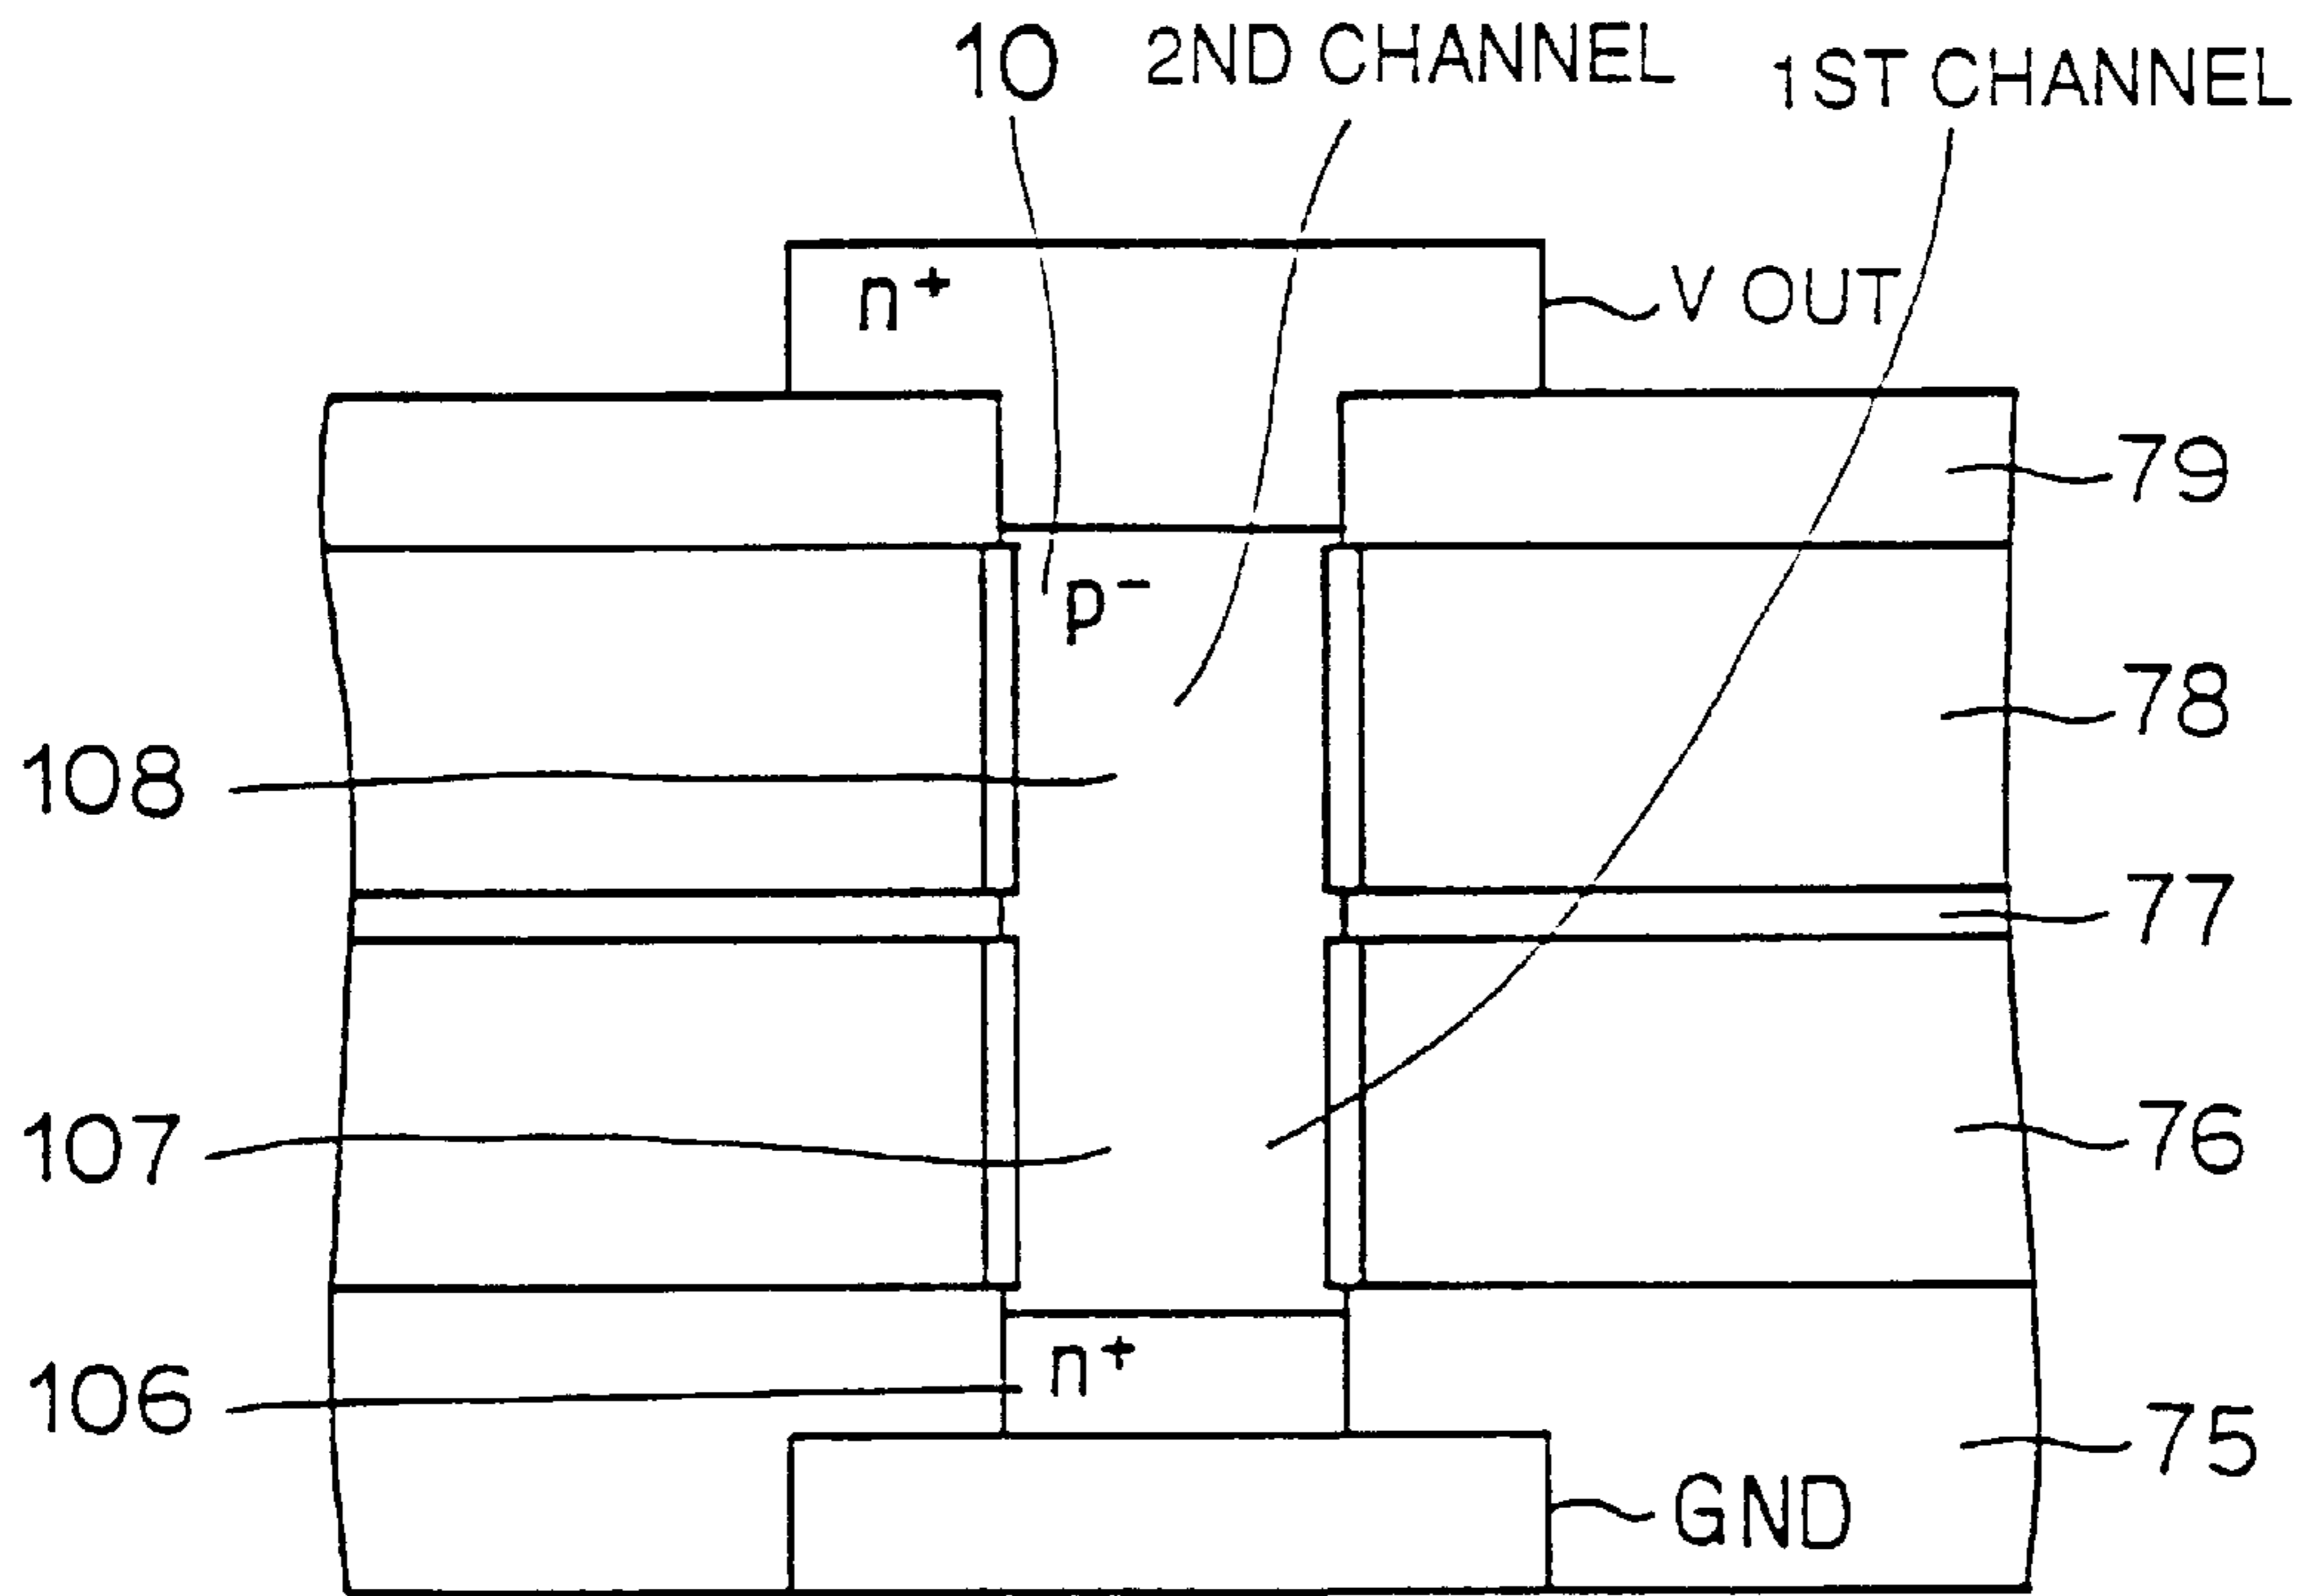 10 2ND CHANNEL 1ST CHANNEL
n+ V OUT
79
p-
78
108
77
107 76
n+
106
75
GND